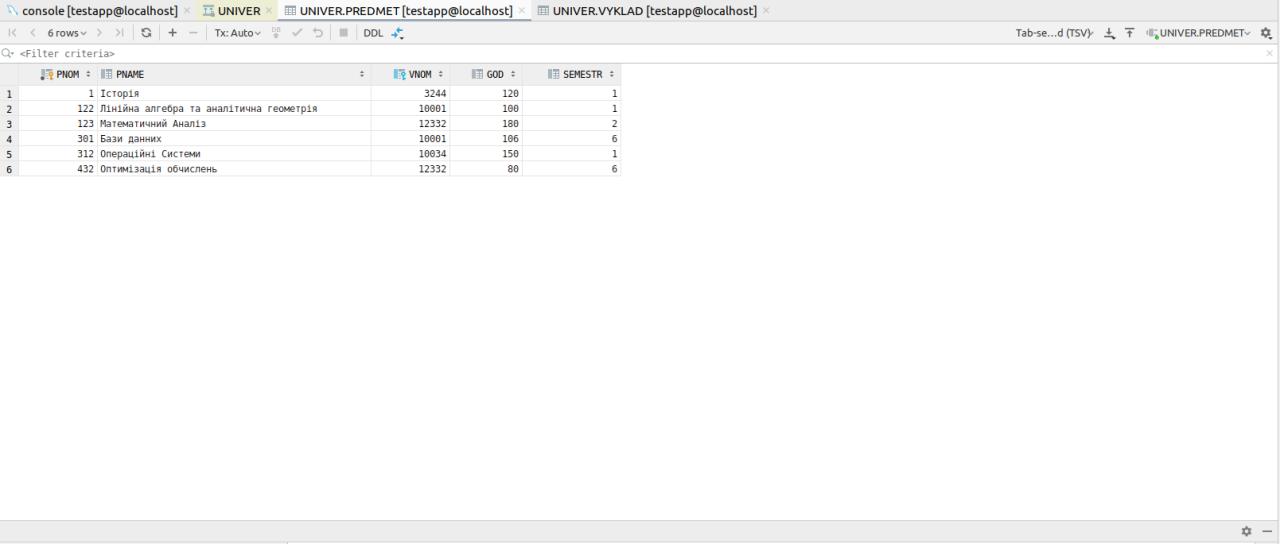 console [testapp@localhost] × UNIVER × UNIVER.PREDMET [testapp@localhost] × UNIVER.VYKLAD [testapp@localhost] ×
6 rows Tx: Auto DB DDL Tab-se...d (TSV) UNIVER.PREDMET
<Filter criteria>
PNOM PNAME VNOM GOD SEMESTR
1 1 Історія 3244 120 1
2 122 Лінійна алгебра та аналітична геометрія 10001 100 1
3 123 Математичний Аналіз 12332 180 2
4 301 Бази данних 10001 106 6
5 312 Операційні Системи 10034 150 1
6 432 Оптимізація обчислень 12332 80 6